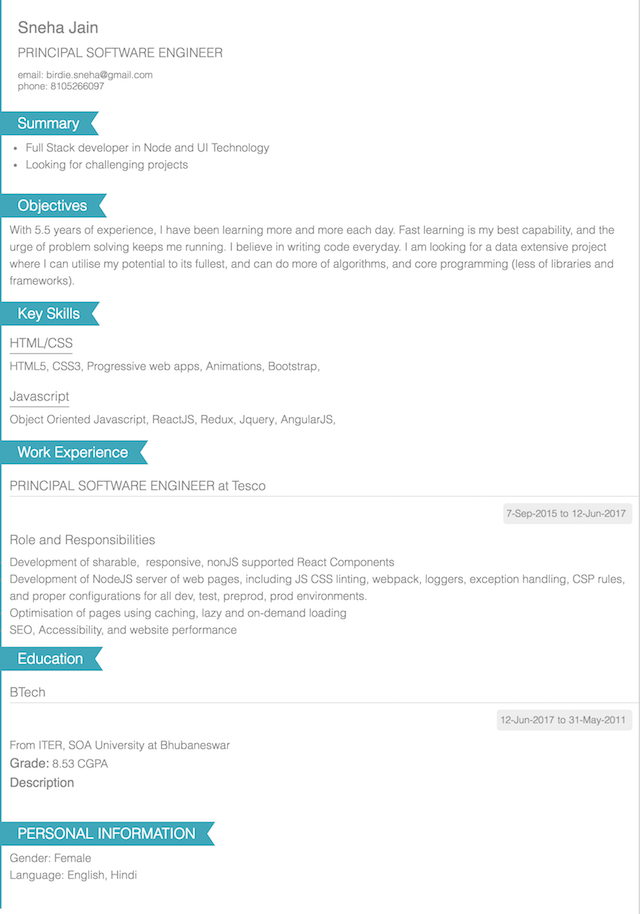 Sneha Jain
PRINCIPAL SOFTWARE ENGINEER
email: birdie.sneha@gmail.com
phone: 8105266097
Summary
• Full Stack developer in Node and UI Technology
• Looking for challenging projects
Objectives
With 5.5 years of experience, I have been learning more and more each day. Fast learning is my best capability, and the
urge of problem solving keeps me running. I believe in writing code everyday. I am looking for a data extensive project
where I can utilise my potential to its fullest, and can do more of algorithms, and core programming (less of libraries and
frameworks).
Key Skills
HTML/CSS
HTML5, CSS3, Progressive web apps, Animations, Bootstrap,
Javascript
Object Oriented Javascript, ReactJS, Redux, Jquery, AngularJS,
Work Experience
PRINCIPAL SOFTWARE ENGINEER at Tesco
7-Sep-2015 to 12-Jun-2017
Role and Responsibilities
Development of sharable,  responsive, nonJS supported React Components
Development of NodeJS server of web pages, including JS CSS linting, webpack, loggers, exception handling, CSP rules,
and proper configurations for all dev, test, preprod, prod environments.
Optimisation of pages using caching, lazy and on-demand loading
SEO, Accessibility, and website performance
Education
BTech
12-Jun-2017 to 31-May-2011
From ITER, SOA University at Bhubaneswar
Grade: 8.53 CGPA
Description
PERSONAL INFORMATION
Gender: Female
Language: English, Hindi